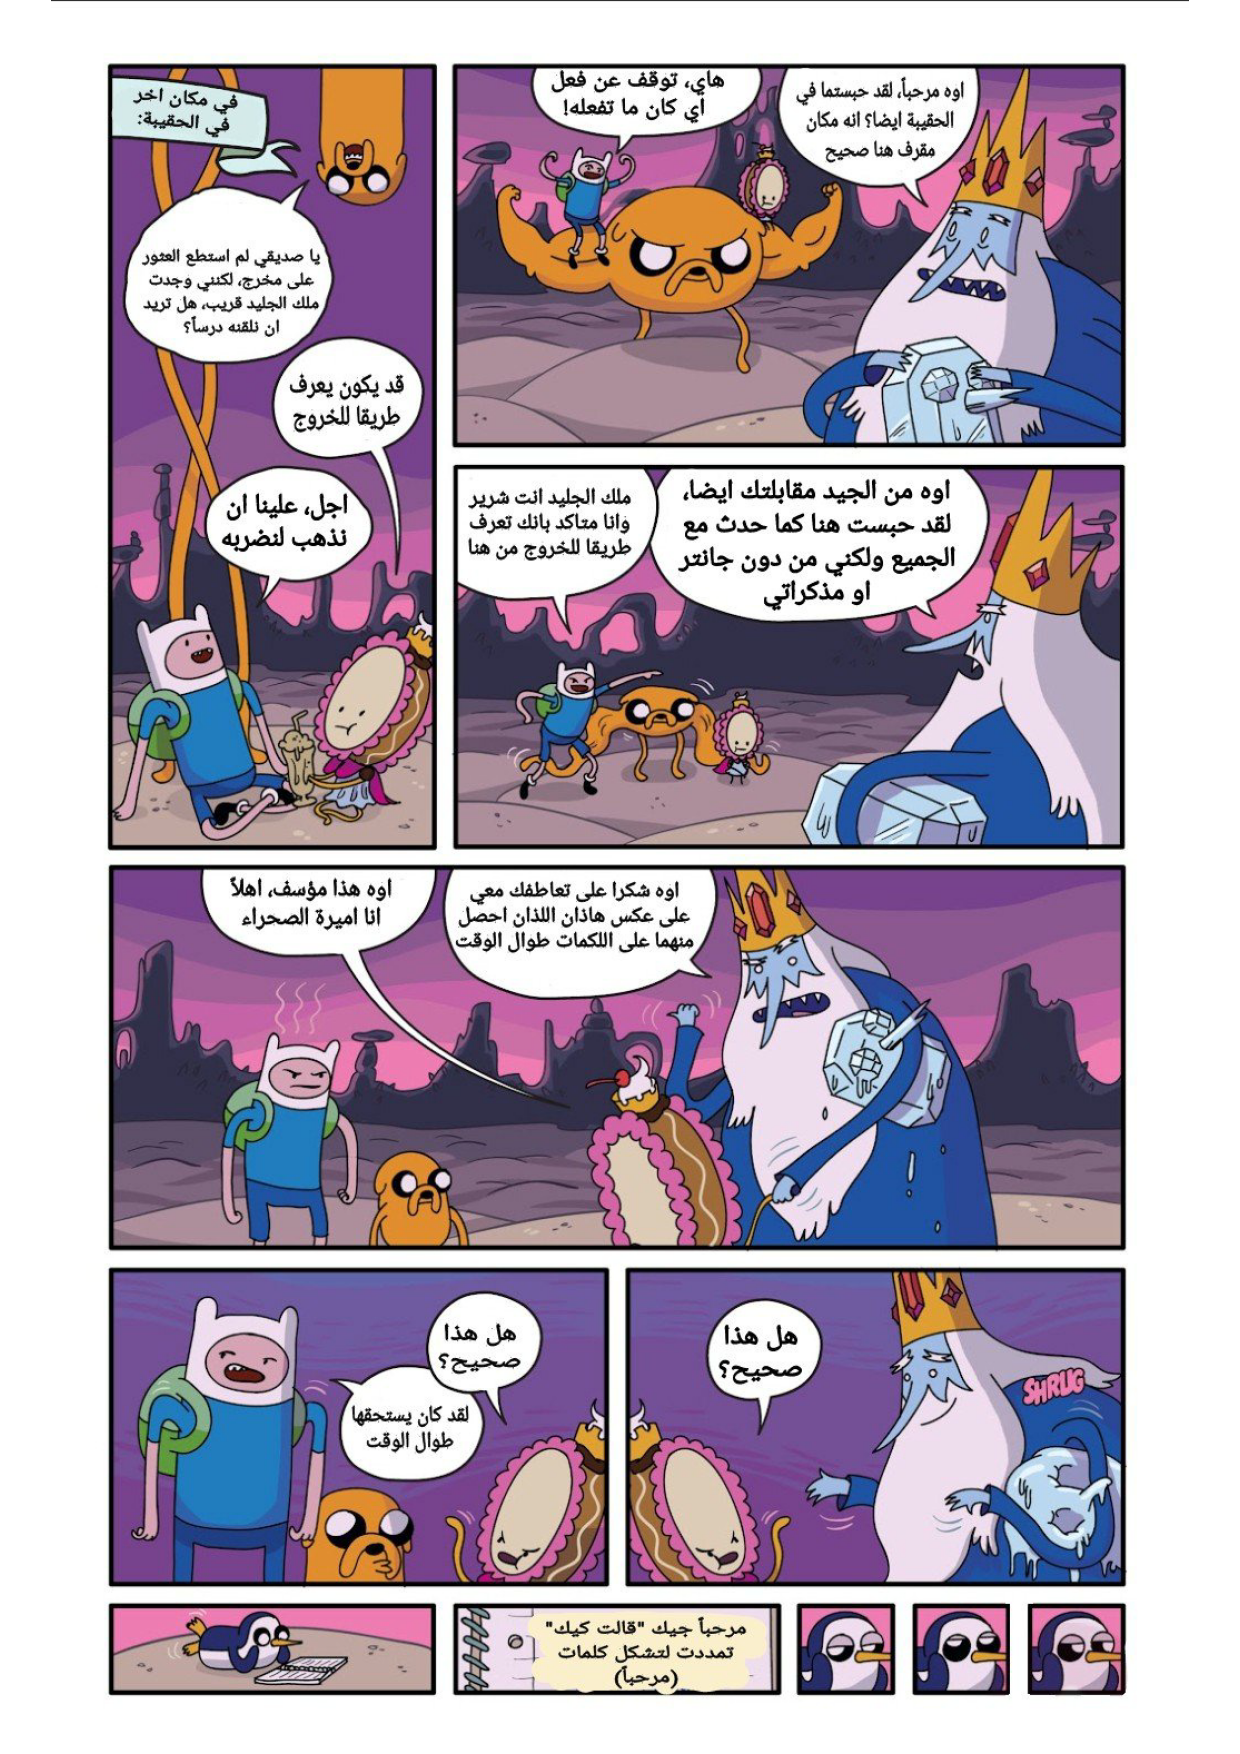 اوه مرحباً، لقد حبستما في
الحقيبة ايضا؟ انه مكان
مقرف هنا صحيح
هاي، توقف عن فعل
اي كان ما تفعله!
في مكان اخر
في الحقيبة:
يا صديقي لم استطع العثور
على مخرج، لكنني وجدت
ملك الجليد قريب، هل تريد
ان نلقنه درساً؟
قد يكون يعرف
طريقا للخروج
اجل، علينا ان
نذهب لنضربه
اوه من الجيد مقابلتك ايضا،
لقد حبست هنا كما حدث مع
الجميع ولكني من دون جانتر
او مذكراتي
ملك الجليد انت شرير
وانا متاكد بانك تعرف
طريقا للخروج من هنا
اوه شكرا على تعاطفك معي
على عكس هاذان اللذان احصل
منهما على اللكمات طوال الوقت
اوه هذا مؤسف، اهلاً
انا اميرة الصحراء
هل هذا
صحيح؟
SHRUG
هل هذا
صحيح؟
لقد كان يستحقها
طوال الوقت
مرحباً جيك "قالت كيك"
تمددت لتشكل كلمات
(مرحباً)